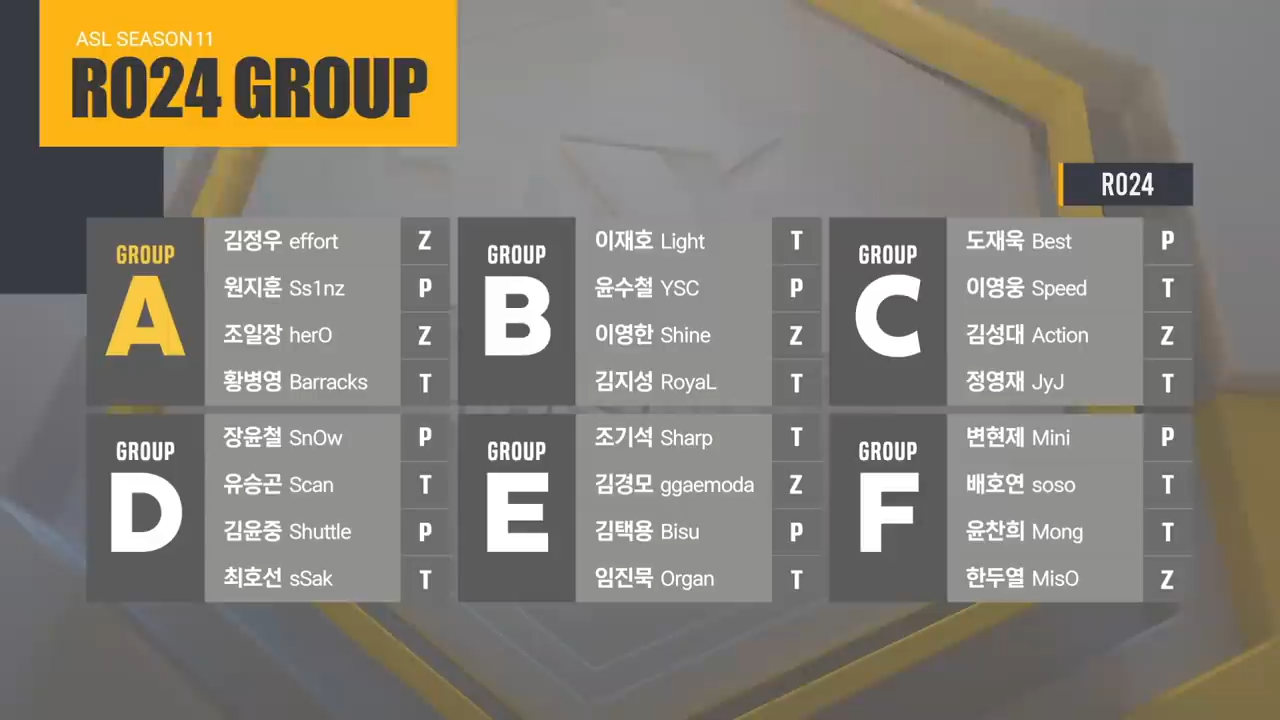 ASL SEASON 11
RO24 GROUP
RO24
GROUP A
김정우 effort Z
원지훈 Ss1nz P
조일장 herO Z
황병영 Barracks T
GROUP B
이재호 Light T
윤수철 YSC P
이영한 Shine Z
김지성 RoyaL T
GROUP C
도재욱 Best P
이영웅 Speed T
김성대 Action Z
정영재 JyJ T
GROUP D
장윤철 SnOw P
유승곤 Scan T
김윤중 Shuttle P
최호선 sSak T
GROUP E
조기석 Sharp T
김경모 ggaemoda Z
김택용 Bisu P
임진묵 Organ T
GROUP F
변현제 Mini P
배호연 soso T
윤찬희 Mong T
한두열 MisO Z